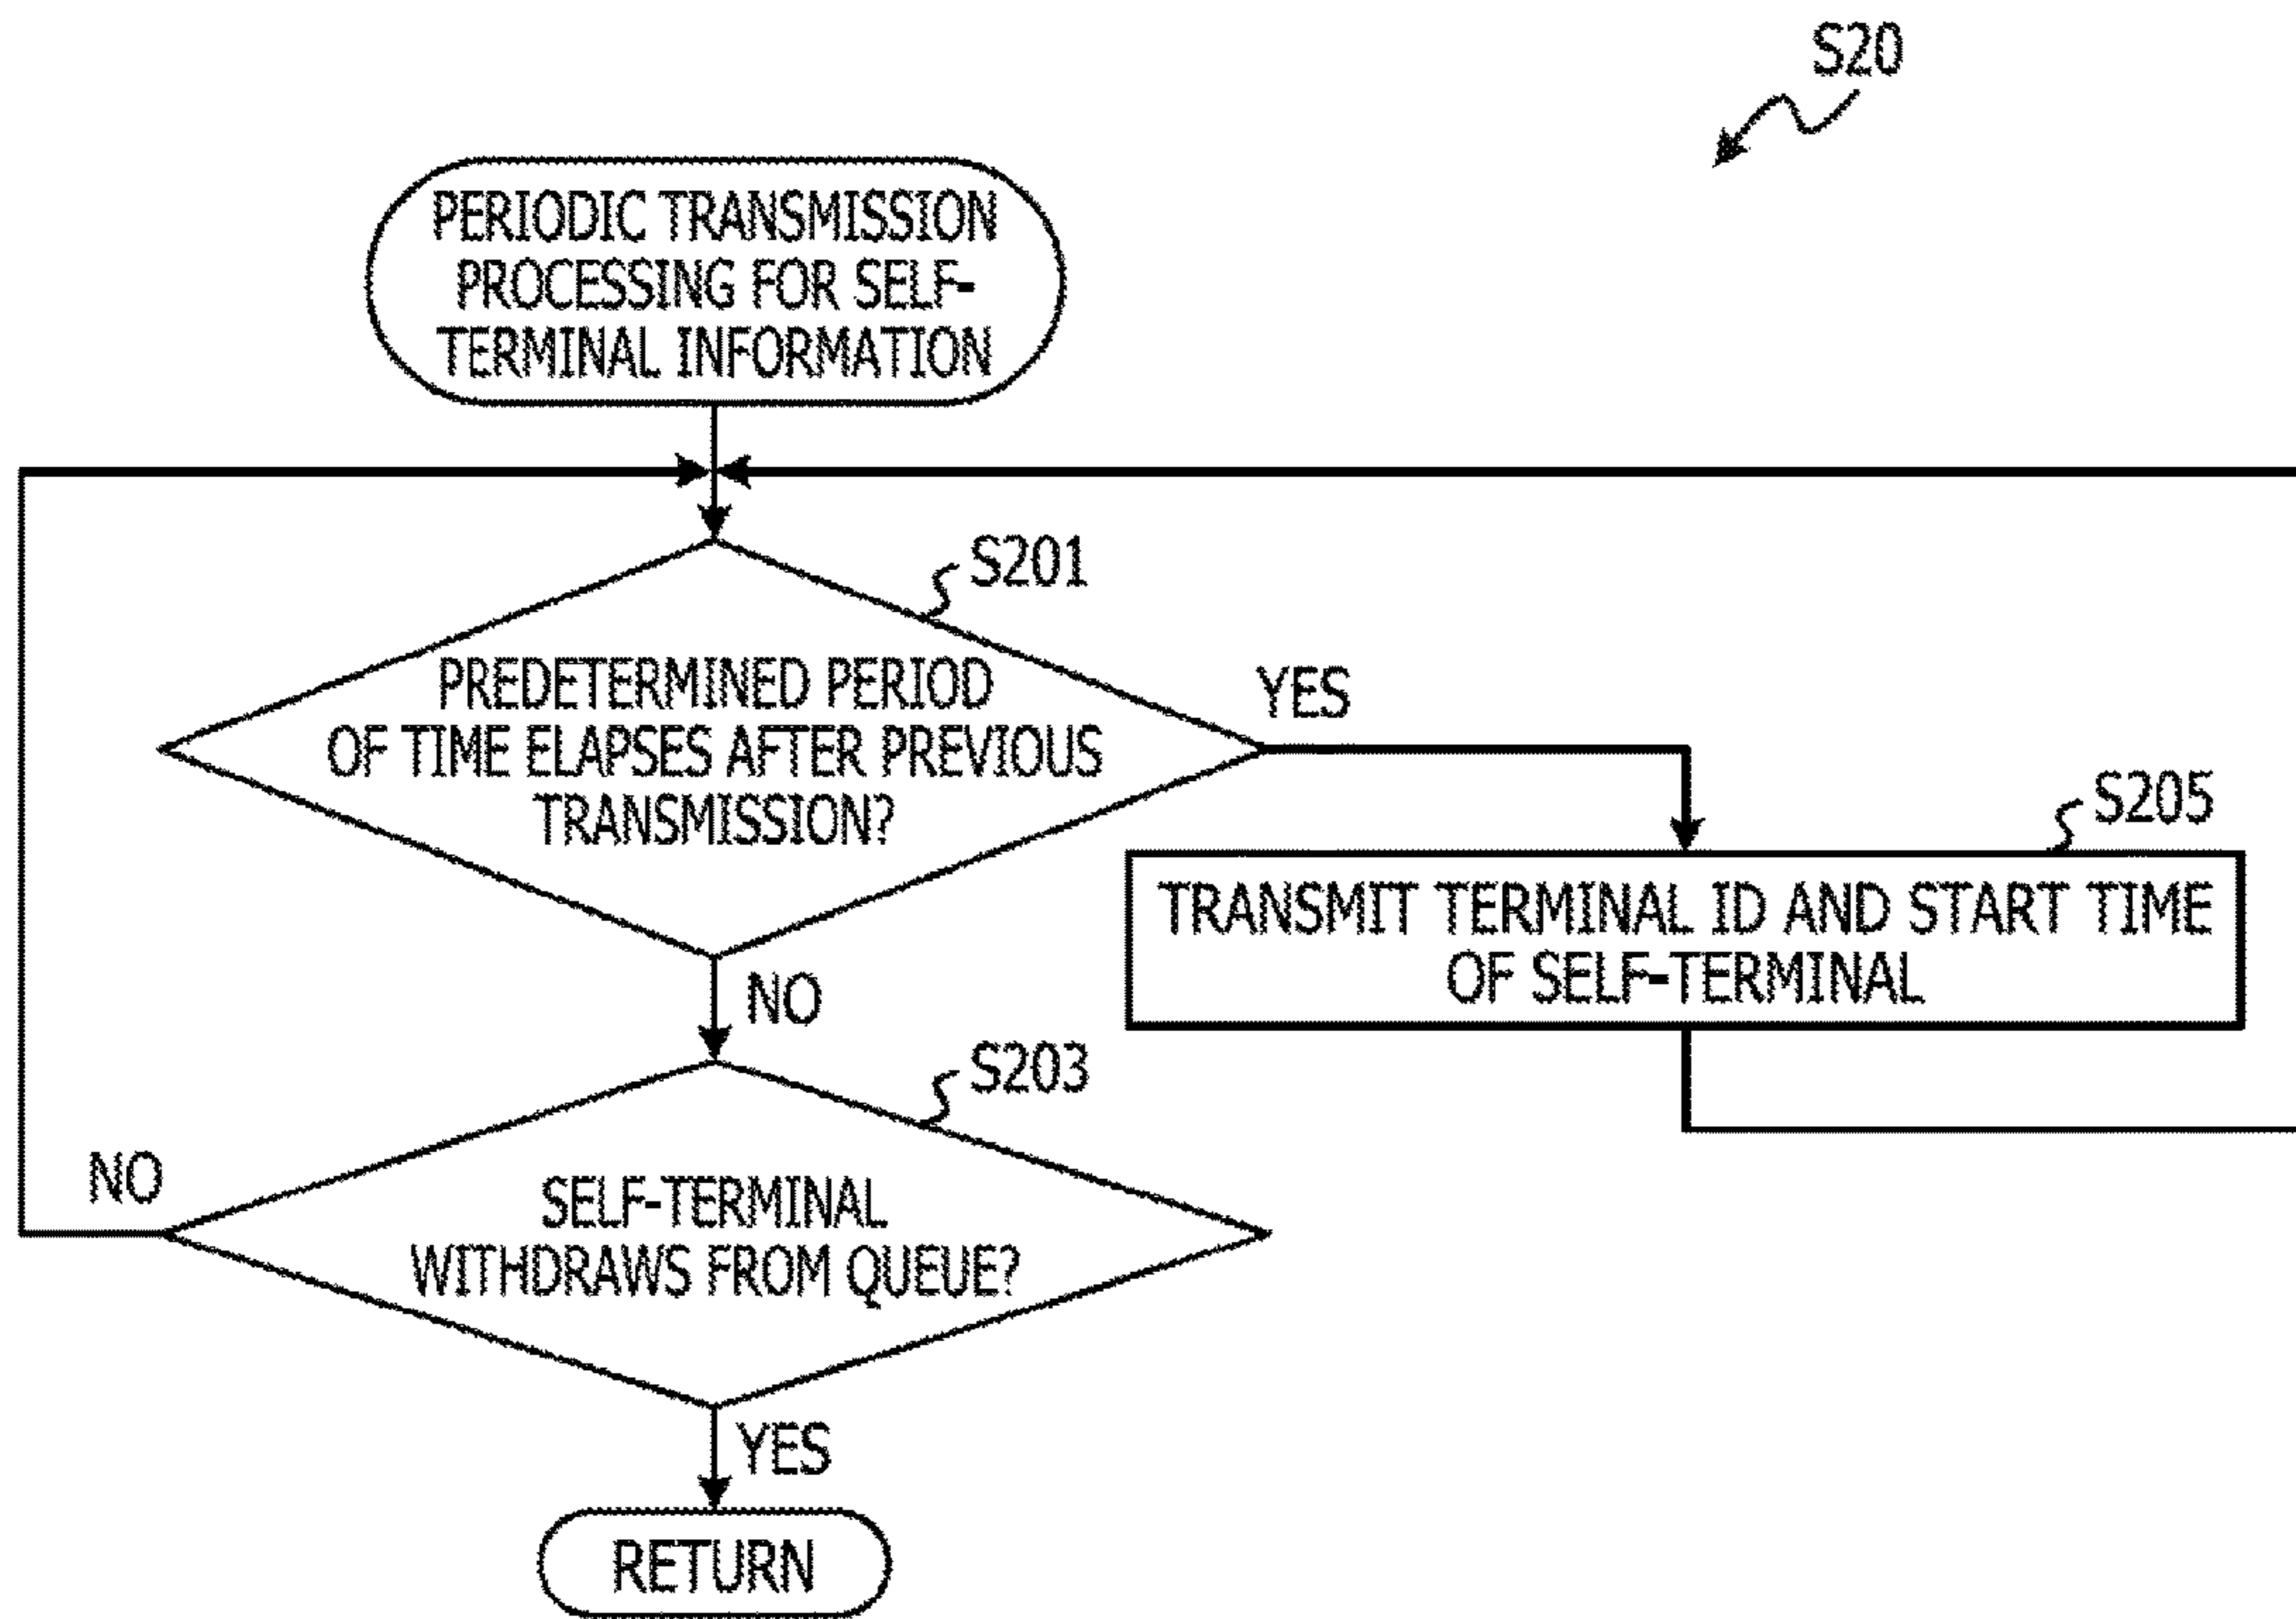 S20
PERIODIC TRANSMISSION
PROCESSING FOR SELF-
TERMINAL INFORMATION
S201
PREDETERMINED PERIOD
OF TIME ELAPSES AFTER PREVIOUS
TRANSMISSION?
YES
S205
TRANSMIT TERMINAL ID AND START TIME
OF SELF-TERMINAL
NO
S203
NO
SELF-TERMINAL
WITHDRAWS FROM QUEUE?
YES
RETURN